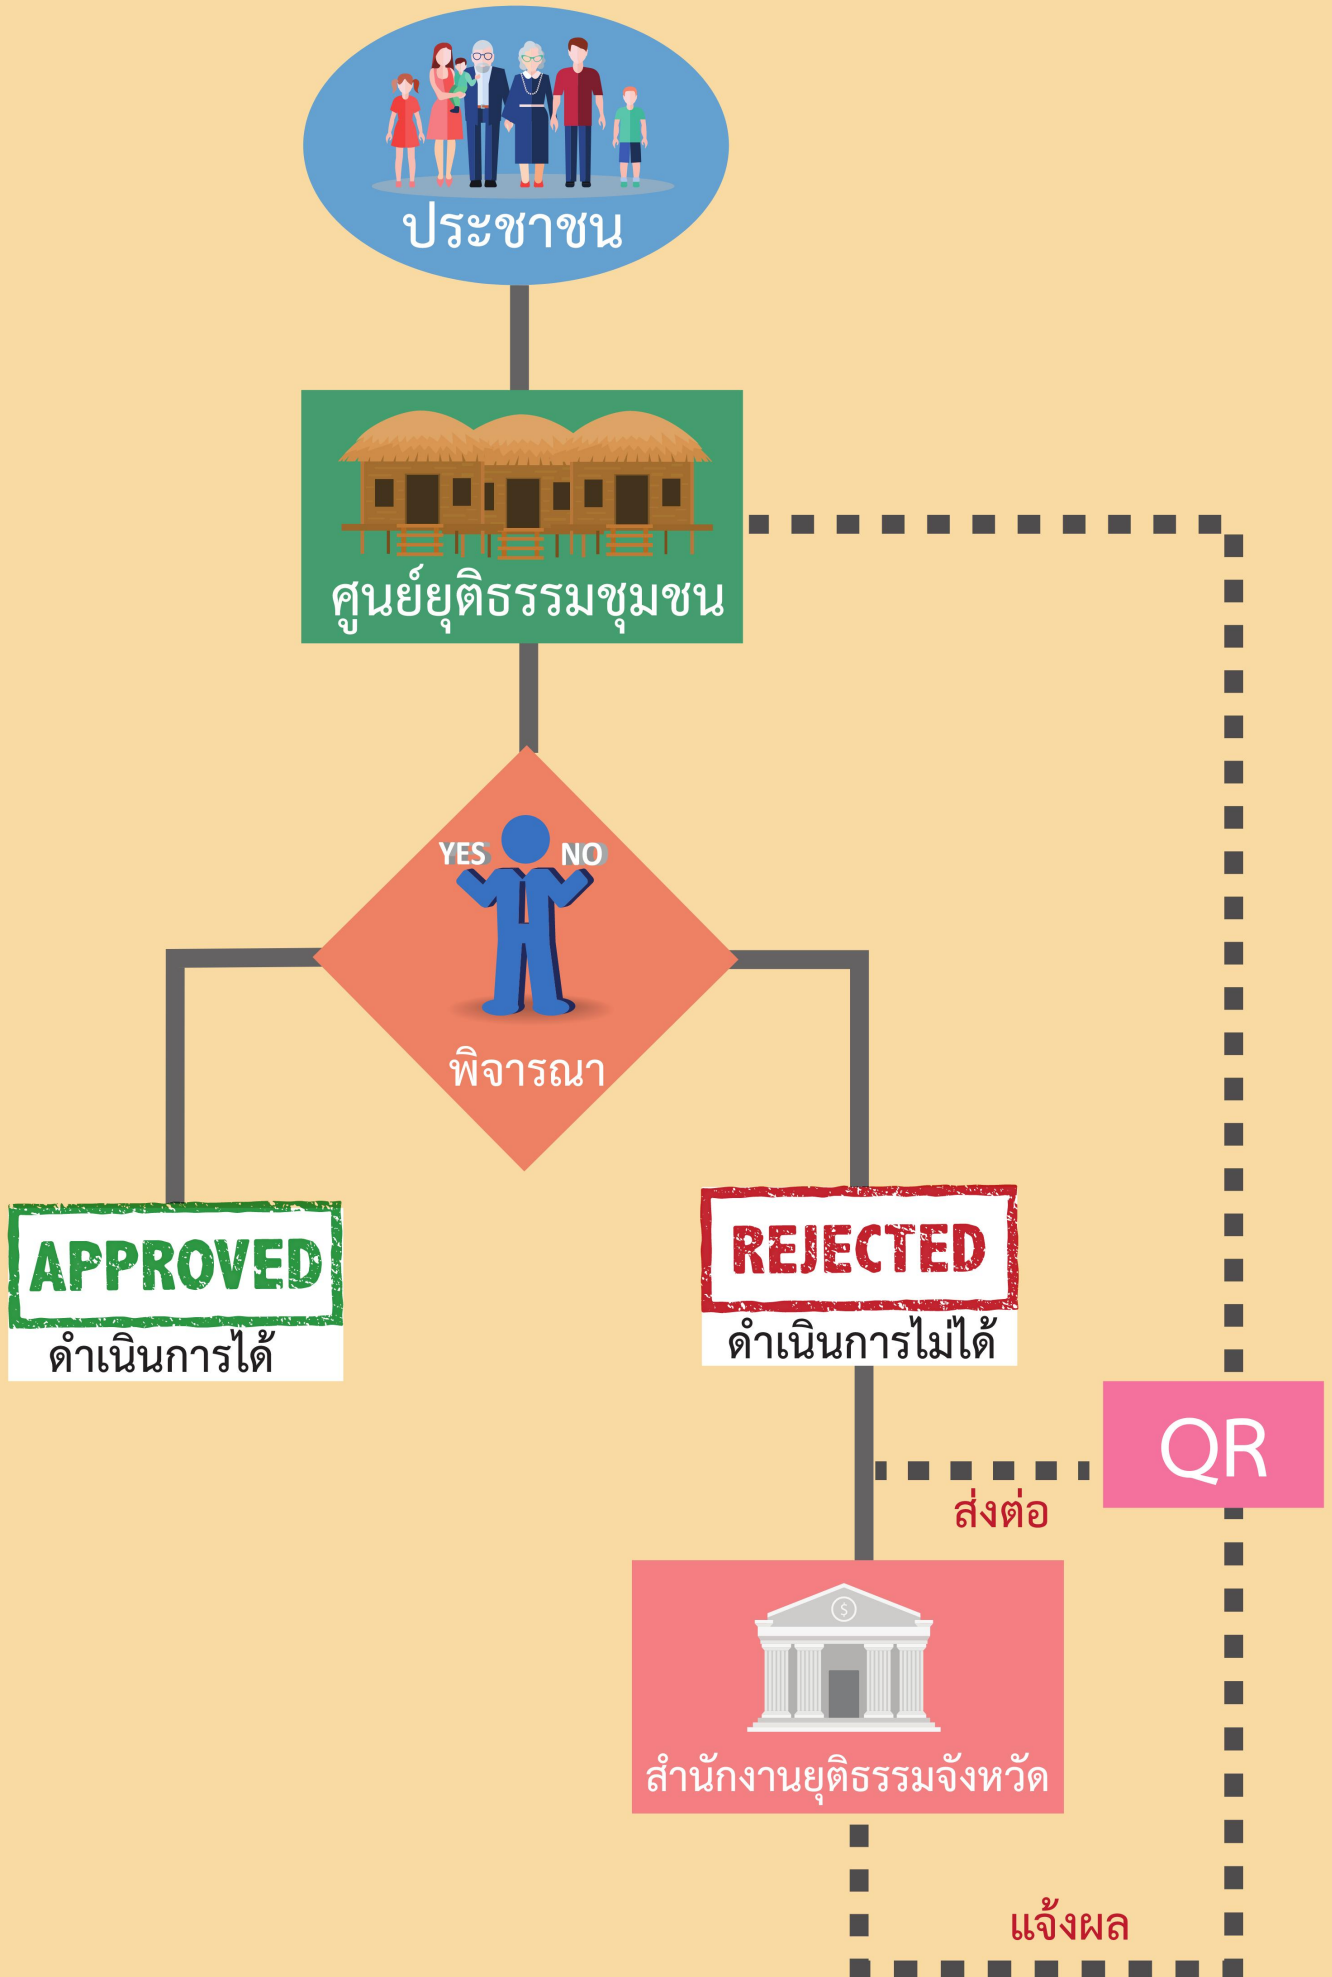 ประชาชน
ศูนย์ยุติธรรมชุมชน
YES NO
พิจารณา
APPROVED
ดำเนินการได้
REJECTED
ดำเนินการไม่ได้
QR
ส่งต่อ
$
สำนักงานยุติธรรมจังหวัด
แจ้งผล